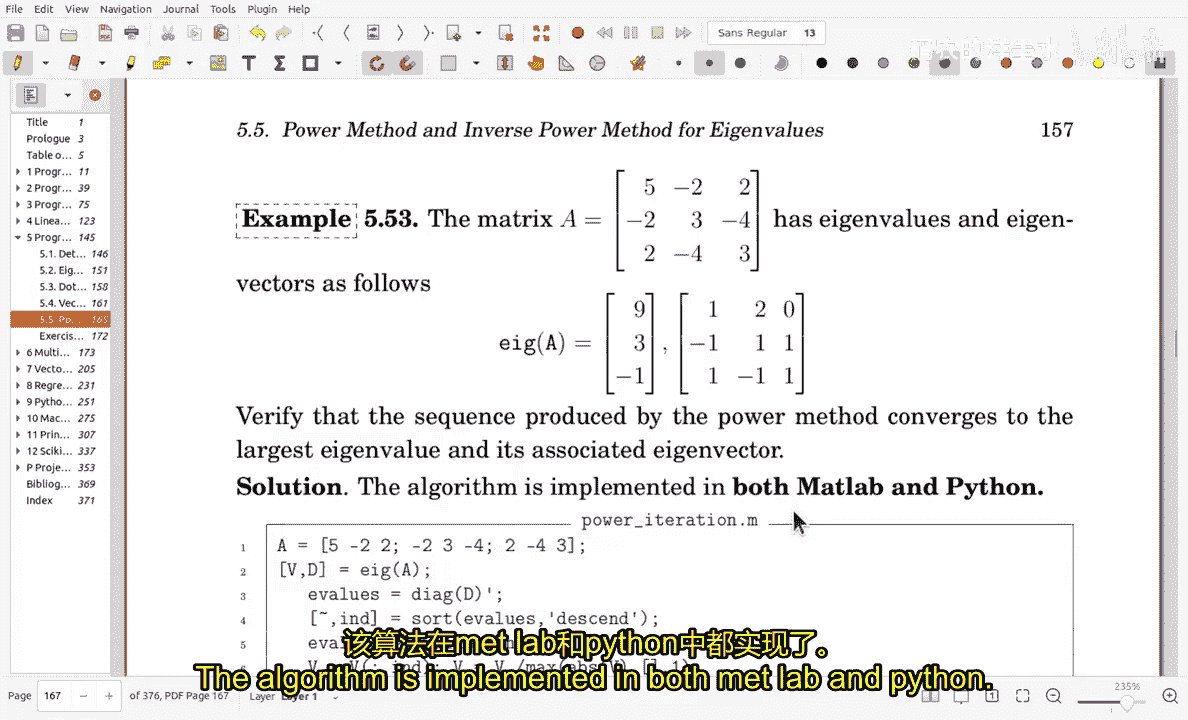 File Edit View Navigation Journal Tools Plugin Help
Sans Regular 13
Title 1
Prologue 3
Table o... 5
1 Progr... 11
2 Progr... 39
3 Progr... 75
4 Linea... 123
5 Progr... 145
5.1. Det... 146
5.2. Eig... 151
5.3. Dot... 158
5.4. Vec... 161
5.5. Po... 165
Exercis... 172
6 Multi... 173
7 Vecto... 205
8 Regre... 231
9 Pytho... 251
10 Mac... 275
11 Prin... 307
12 Sciki... 337
P Proje... 353
Bibliog... 369
Index 371
5.5. Power Method and Inverse Power Method for Eigenvalues 157
Example 5.53. The matrix A = [5 −2 2; −2 3 −4; 2 −4 3] has eigenvalues and eigen-
vectors as follows
eig(A) = [9; 3; −1], [1 2 0; −1 1 1; 1 −1 1]
Verify that the sequence produced by the power method converges to the
largest eigenvalue and its associated eigenvector.
Solution. The algorithm is implemented in both Matlab and Python.
power_iteration.m
1 A = [5 -2 2; -2 3 -4; 2 -4 3];
2 [V,D] = eig(A);
3 evalues = diag(D)';
4 [~,ind] = sort(evalues,'descend');
5
该算法在met lab和python中都实现了。
The algorithm is implemented in both met lab and python.
Page 167 of 376, PDF Page 167 Layer Layer 1 235%